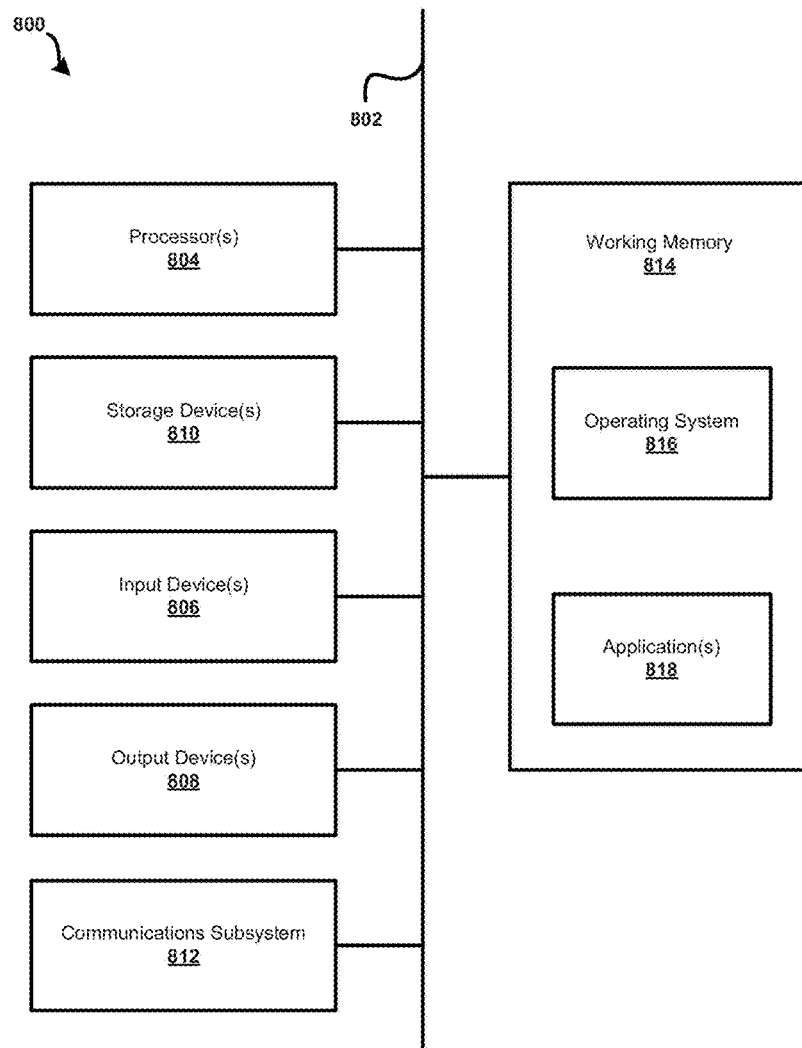 800
802
Processor(s)
804
Storage Device(s)
810
Input Device(s)
806
Output Device(s)
808
Communications Subsystem
812
Working Memory
814
Operating System
816
Application(s)
818